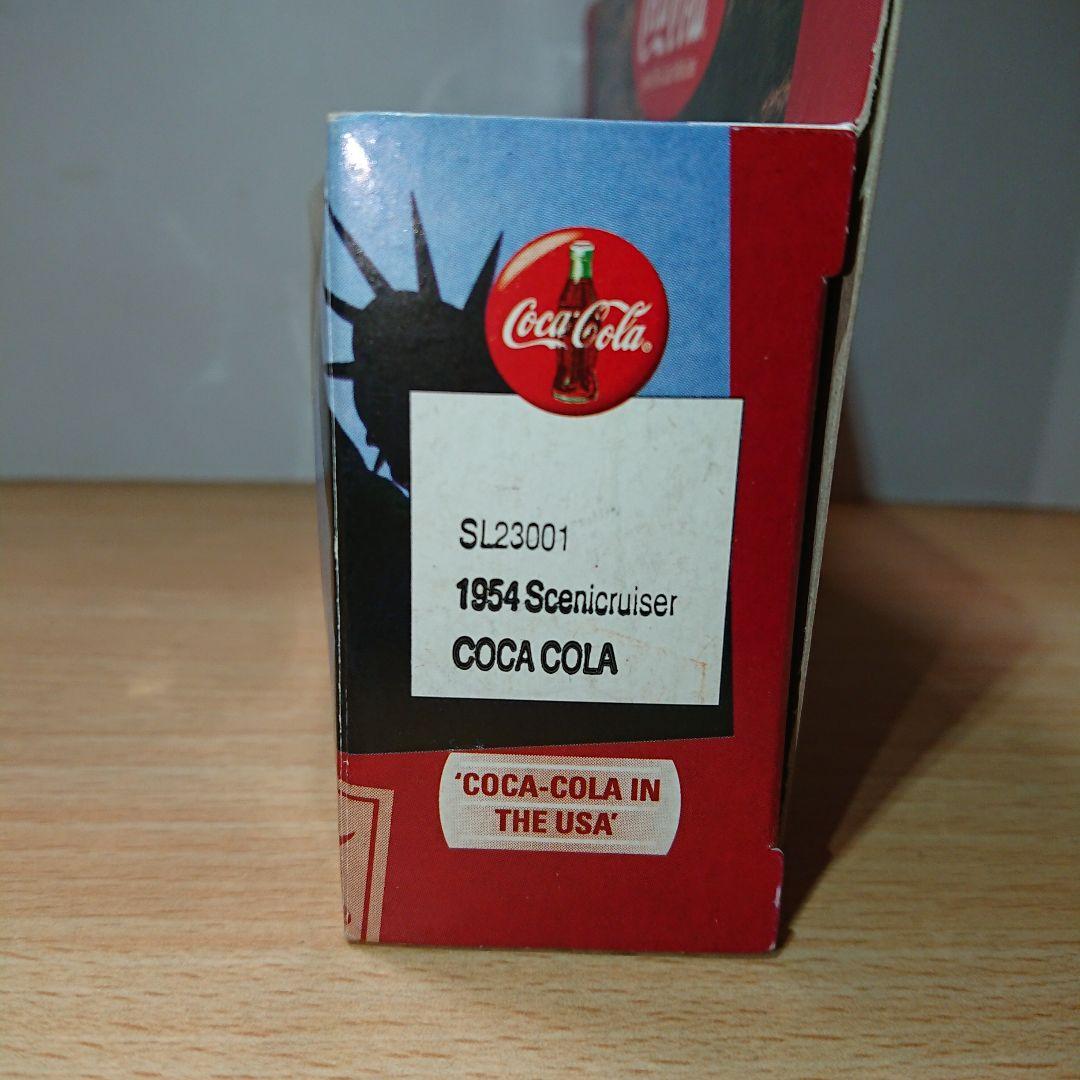 Coca-Cola®
SL23001
1954 Scenicruiser
COCA COLA
'COCA-COLA IN
THE USA'